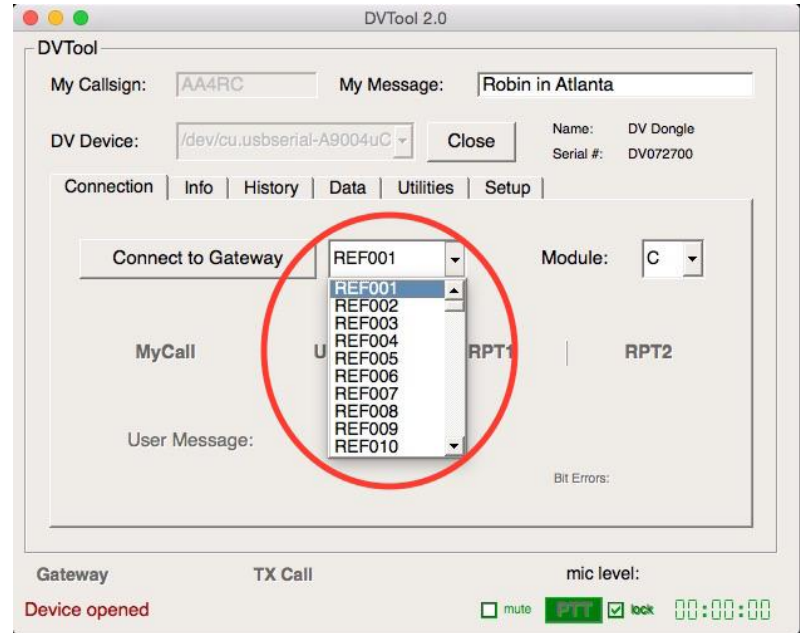 DVTool 2.0
DVTool
My Callsign: AA4RC My Message: Robin in Atlanta
DV Device: /dev/cu.usbserial-A9004uC Close Name: DV Dongle
Serial #: DV072700
Connection Info History Data Utilities Setup
Connect to Gateway REF001 Module: C
REF001
REF002
REF003
REF004
REF005
REF006
REF007
REF008
REF009
REF010
MyCall U RPT1 RPT2
User Message:
Bit Errors:
Gateway TX Call mic level:
Device opened mute PTT lock 00:00:00